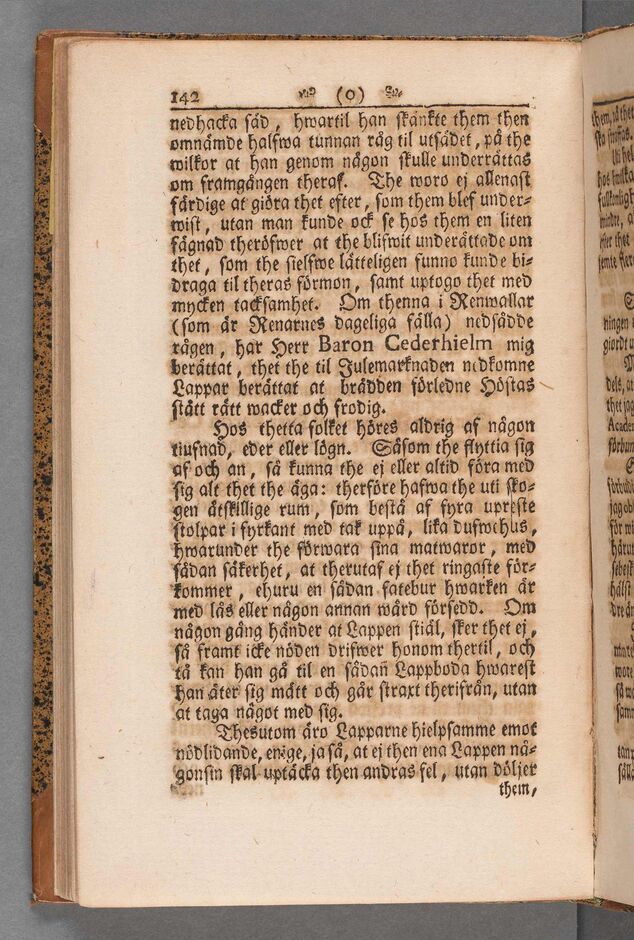 142 (0)
nedhacka säd, hwartil han skänkte them then
omnämde halfwa tunnan råg til utsädet, på the
wilkor at han genom någon skulle underrättas
om framgången theraf. The woro ej allenast
färdige at giöra thet efter, som them blef under-
wist, utan man kunde ock se hos them en liten
fägnad theröfwer at the blifwit underättade om
thet, som the sielfwe lätteligen funno kunde bi-
draga til theras förmon, samt uptogo thet med
mycken tacksamhet. Om thenna i Renwallar
(som är Renarnes dageliga fälla) nedsådde
rågen, har Herr Baron Cederhielm mig
berättat, thet the til Julemarknaden nedkomne
Lappar berättat at brådden förledne Höstas
stått rätt wacker och frodig.
Hos thetta folket höres aldrig af någon
tiufnad, eder eller lögn. Såsom the flyttia sig
af och an, så kunna the ej eller altid föra med
sig alt thet the äga: therföre hafwa the uti sko-
gen åtskillige rum, som bestå af fyra upreste
stolpar i fyrkant med tak uppå, lika dufwehus,
hwarunder the förwara sina matwaror, med
sådan säkerhet, at therutaf ej thet ringaste för-
kommer, ehuru en sådan fatebur hwarken är
med lås eller någon annan wård försedd. Om
någon gång händer at Lappen stiäl, sker thet ej,
så framt icke nöden drifwer honom thertil, och
tå kan han gå til en sådan̄ Lappboda hwarest
han äter sig mått och går straxt therifrån, utan
at taga något med sig.
Thesutom äro Lapparne hielpsamme emot
nödlidande, enige, ja så, at ej then ena Lappen nå-
gonsin skal uptäcka then andras fel, utan döljer
them,